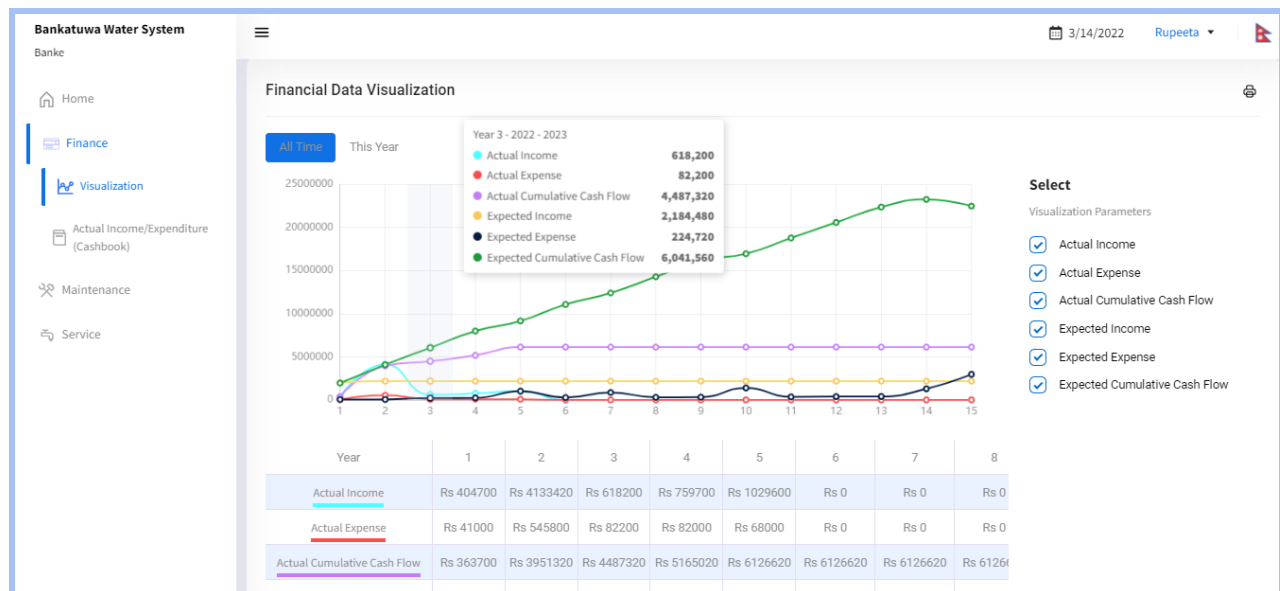 Bankatuwa Water System
Banke
3/14/2022 Rupeeta
Home
Finance
Visualization
Actual Income/Expenditure
(Cashbook)
Maintenance
Service
Financial Data Visualization
All Time This Year
Year 3 - 2022 - 2023
Actual Income 618,200
Actual Expense 82,200
Actual Cumulative Cash Flow 4,487,320
Expected Income 2,184,480
Expected Expense 224,720
Expected Cumulative Cash Flow 6,041,560
25000000
20000000
15000000
10000000
5000000
0
1 2 3 4 5 6 7 8 9 10 11 12 13 14 15
Select
Visualization Parameters
Actual Income
Actual Expense
Actual Cumulative Cash Flow
Expected Income
Expected Expense
Expected Cumulative Cash Flow
Year 1 2 3 4 5 6 7 8
Actual Income Rs 404700 Rs 4133420 Rs 618200 Rs 759700 Rs 1029600 Rs 0 Rs 0 Rs 0
Actual Expense Rs 41000 Rs 545800 Rs 82200 Rs 82000 Rs 68000 Rs 0 Rs 0 Rs 0
Actual Cumulative Cash Flow Rs 363700 Rs 3951320 Rs 4487320 Rs 5165020 Rs 6126620 Rs 6126620 Rs 6126620 Rs